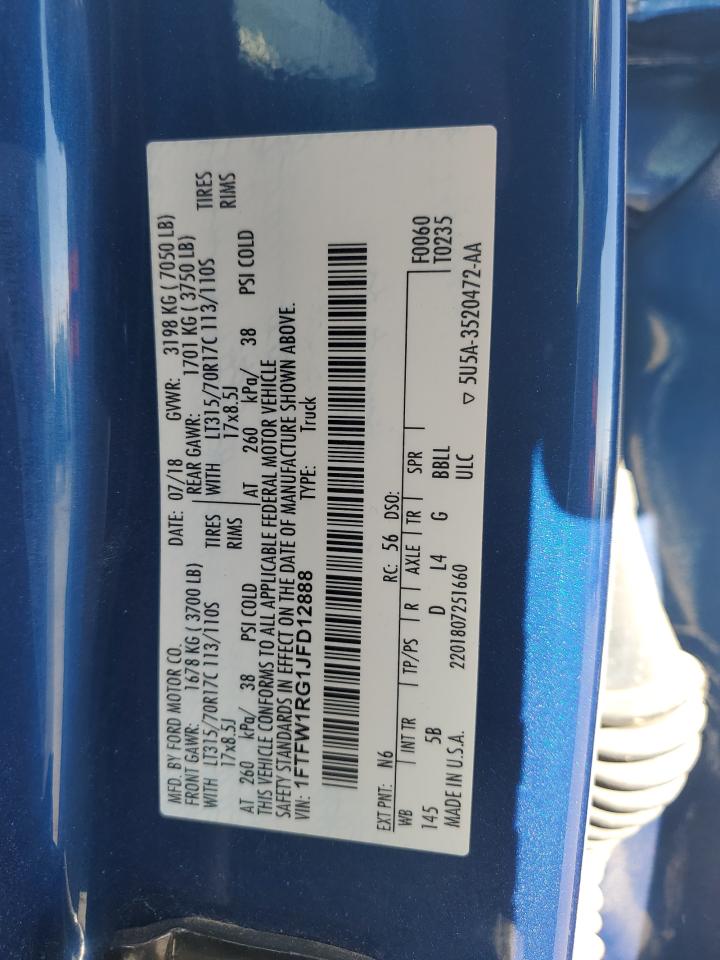 MFD. BY FORD MOTOR CO.
DATE: 07/18 GVWR: 3198 KG ( 7050 LB)
FRONT GAWR: 1678 KG ( 3700 LB) REAR GAWR: 1701 KG ( 3750 LB)
WITH LT315/70R17C 113/110S TIRES WITH LT315/70R17C 113/110S TIRES
17x8.5J RIMS 17x8.5J RIMS
AT 260 kPa/ 38 PSI COLD AT 260 kPa/ 38 PSI COLD
THIS VEHICLE CONFORMS TO ALL APPLICABLE FEDERAL MOTOR VEHICLE
SAFETY STANDARDS IN EFFECT ON THE DATE OF MANUFACTURE SHOWN ABOVE.
VIN: 1FTFW1RG1JFD12888 TYPE: Truck
EXT PNT: N6 RC: 56 DSO:
WB INT TR TP/PS R AXLE TR SPR F0060
145 5B D L4 G BBLL T0235
2201807251660 ULC
MADE IN U.S.A. ▽ 5U5A-3520472-AA